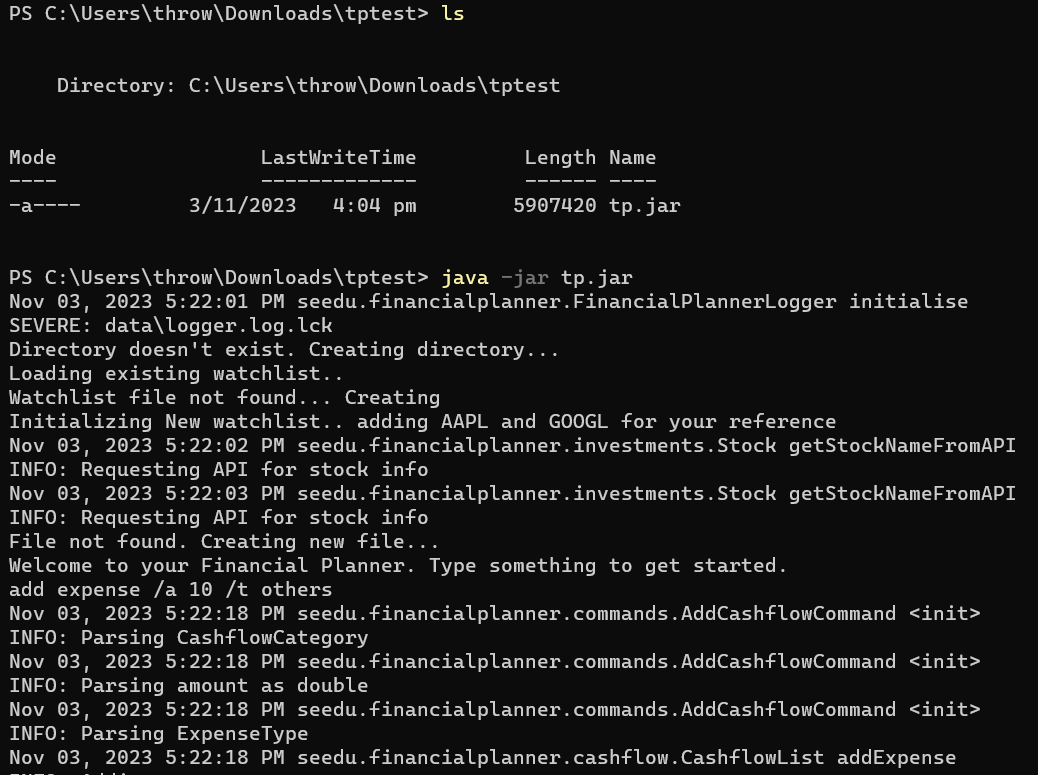 PS C:\Users\throw\Downloads\tptest> ls
Directory: C:\Users\throw\Downloads\tptest
Mode LastWriteTime Length Name
---- ------------- ------ ----
-a---- 3/11/2023 4:04 pm 5907420 tp.jar
PS C:\Users\throw\Downloads\tptest> java -jar tp.jar
Nov 03, 2023 5:22:01 PM seedu.financialplanner.FinancialPlannerLogger initialise
SEVERE: data\logger.log.lck
Directory doesn't exist. Creating directory...
Loading existing watchlist..
Watchlist file not found... Creating
Initializing New watchlist.. adding AAPL and GOOGL for your reference
Nov 03, 2023 5:22:02 PM seedu.financialplanner.investments.Stock getStockNameFromAPI
INFO: Requesting API for stock info
Nov 03, 2023 5:22:03 PM seedu.financialplanner.investments.Stock getStockNameFromAPI
INFO: Requesting API for stock info
File not found. Creating new file...
Welcome to your Financial Planner. Type something to get started.
add expense /a 10 /t others
Nov 03, 2023 5:22:18 PM seedu.financialplanner.commands.AddCashflowCommand <init>
INFO: Parsing CashflowCategory
Nov 03, 2023 5:22:18 PM seedu.financialplanner.commands.AddCashflowCommand <init>
INFO: Parsing amount as double
Nov 03, 2023 5:22:18 PM seedu.financialplanner.commands.AddCashflowCommand <init>
INFO: Parsing ExpenseType
Nov 03, 2023 5:22:18 PM seedu.financialplanner.cashflow.CashflowList addExpense